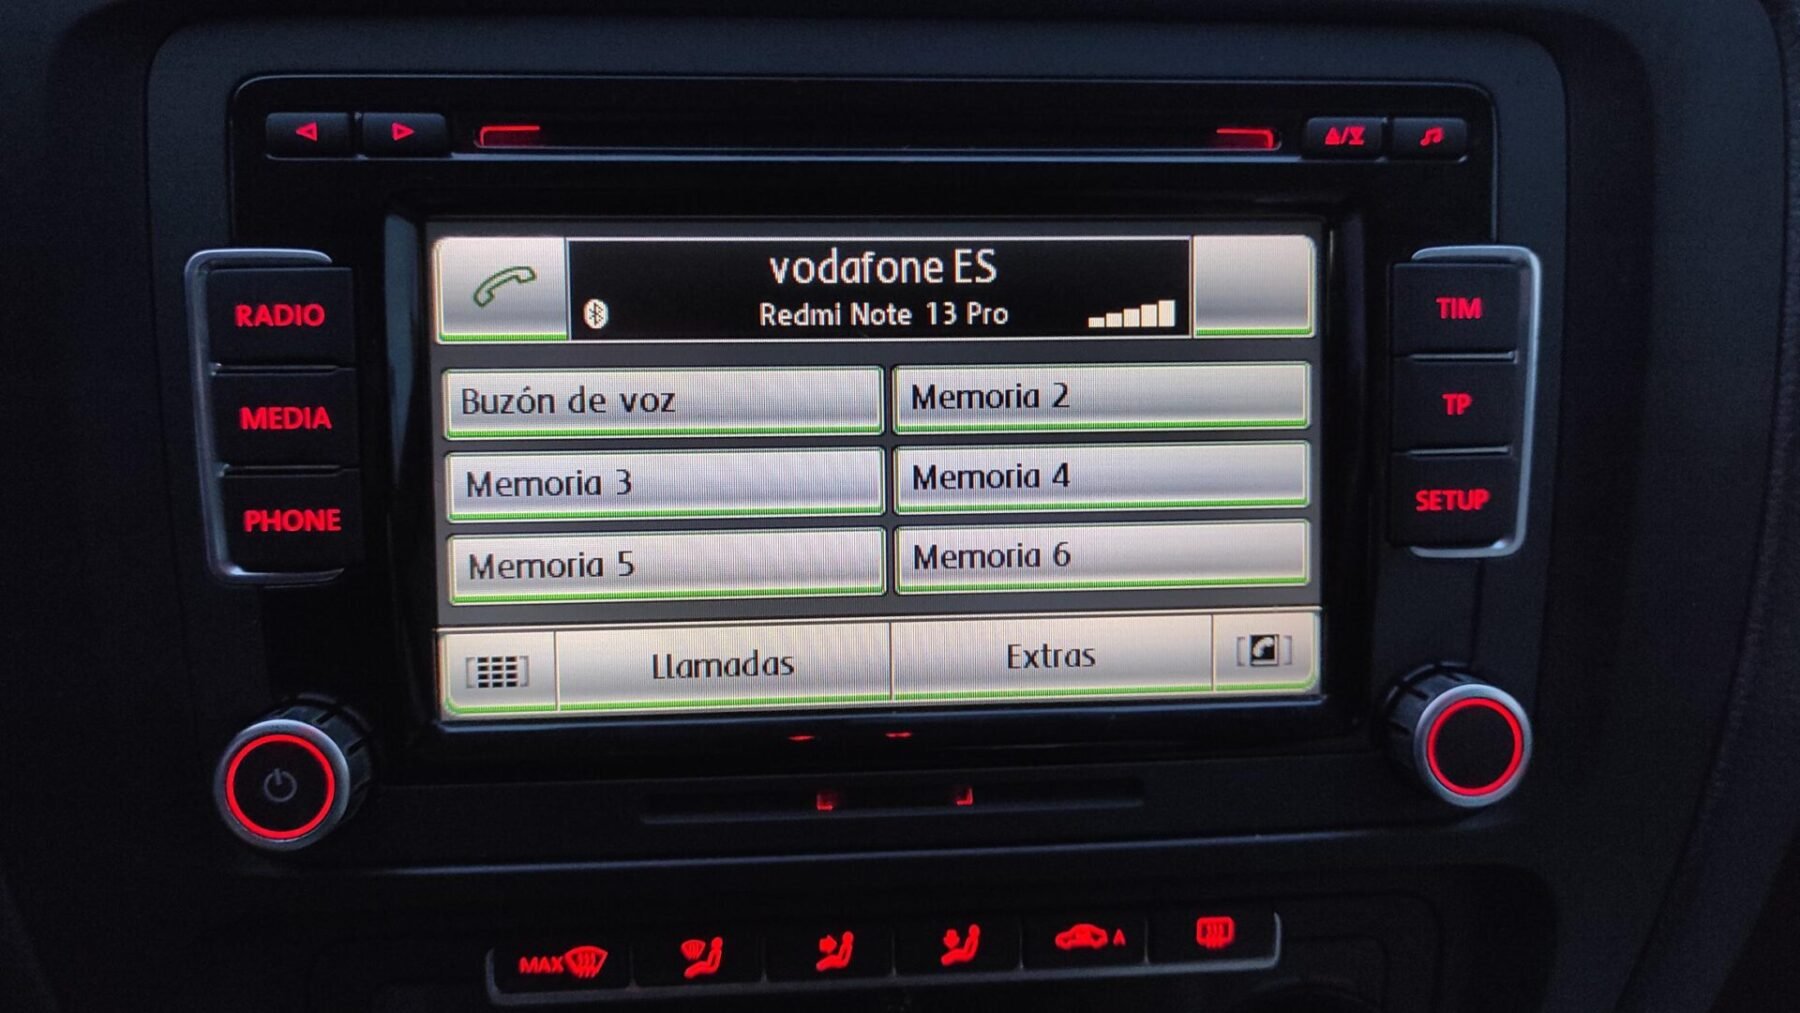 vodafone ES
Redmi Note 13 Pro
RADIO
MEDIA
PHONE
Buzón de voz
Memoria 2
Memoria 3
Memoria 4
Memoria 5
Memoria 6
Llamadas
Extras
TIM
TP
SETUP
MAX
A